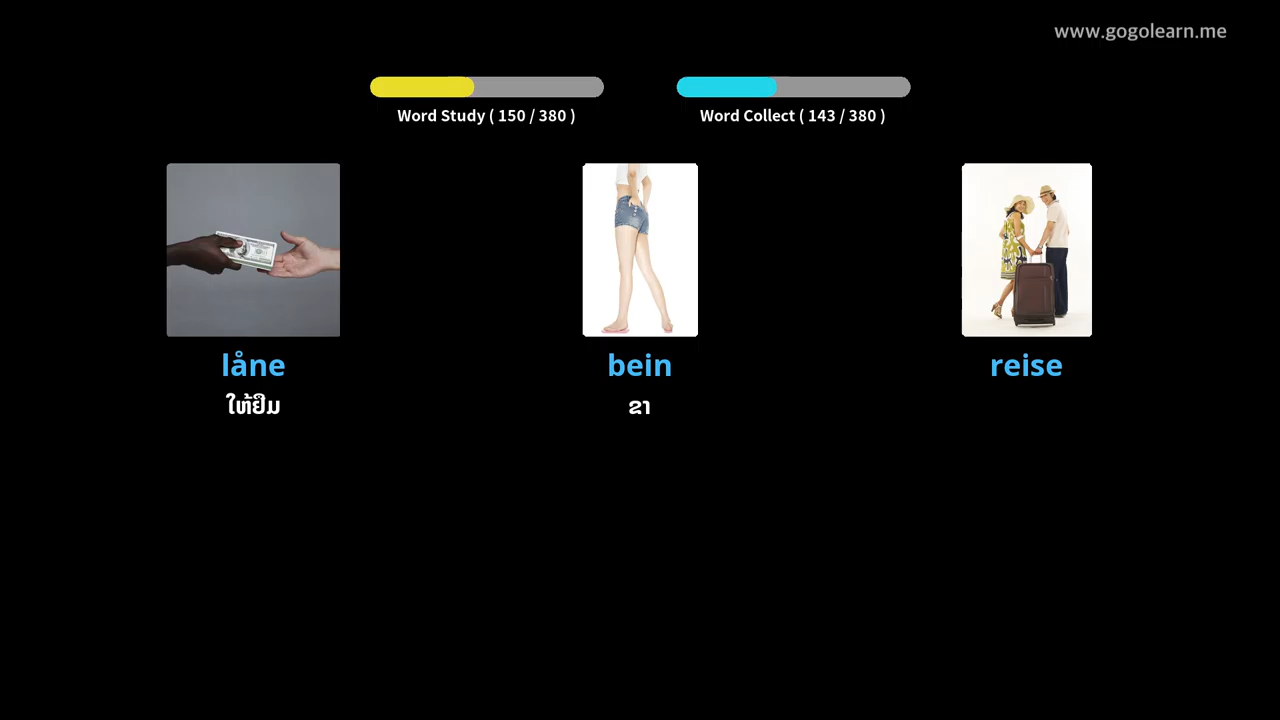 www.gogolearn.me
Word Study ( 150 / 380 )
Word Collect ( 143 / 380 )
låne
bein
reise
ໃຫ້ຢືມ
ຂາ